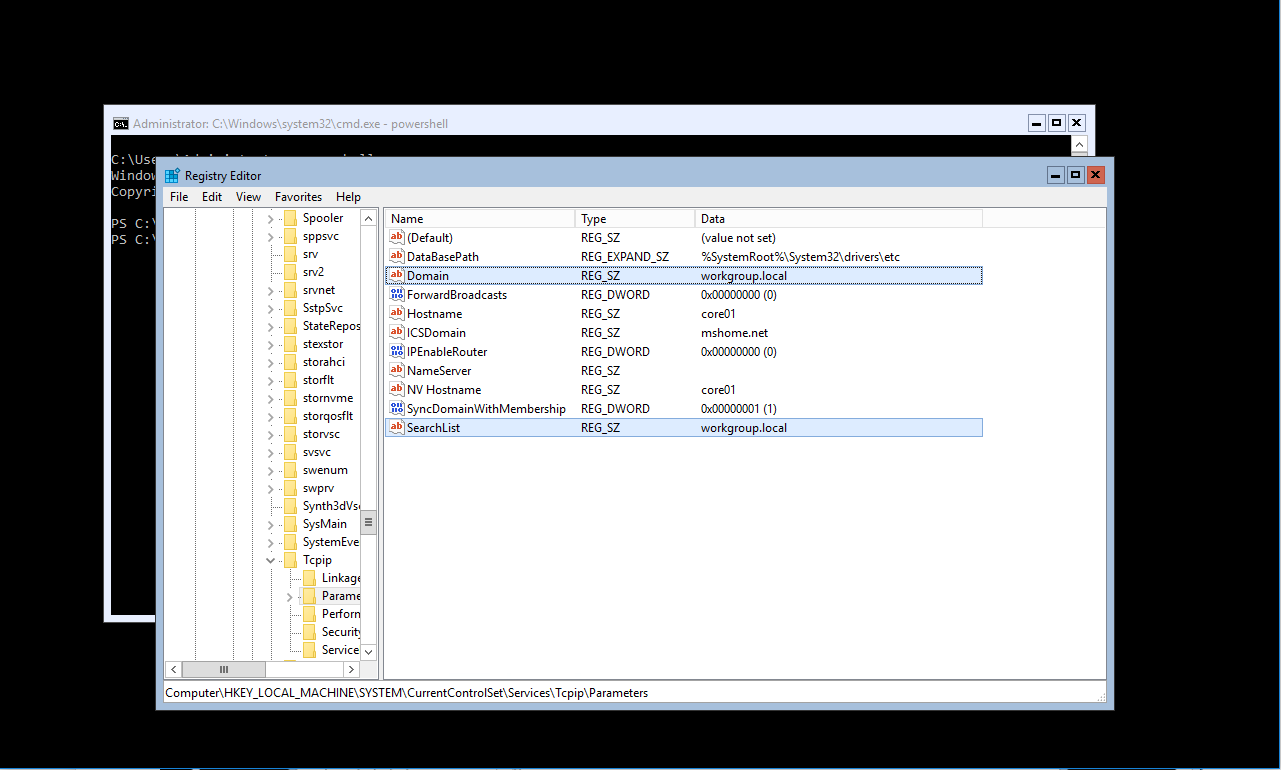 Administrator: C:\Windows\system32\cmd.exe - powershell
Registry Editor
File Edit View Favorites Help
C:\Use
Window
Copyri
PS C:\
PS C:\
Spooler
sppsvc
srv
srv2
srvnet
SstpSvc
StateRepos
stexstor
storahci
storflt
stornvme
storqosflt
storvsc
svsvc
swenum
swprv
Synth3dVs
SysMain
SystemEve
Tcpip
Linkage
Parame
Perforn
Security
Service
Name Type Data
(Default) REG_SZ (value not set)
DataBasePath REG_EXPAND_SZ %SystemRoot%\System32\drivers\etc
Domain REG_SZ workgroup.local
ForwardBroadcasts REG_DWORD 0x00000000 (0)
Hostname REG_SZ core01
ICSDomain REG_SZ mshome.net
IPEnableRouter REG_DWORD 0x00000000 (0)
NameServer REG_SZ
NV Hostname REG_SZ core01
SyncDomainWithMembership REG_DWORD 0x00000001 (1)
SearchList REG_SZ workgroup.local
Computer\HKEY_LOCAL_MACHINE\SYSTEM\CurrentControlSet\Services\Tcpip\Parameters